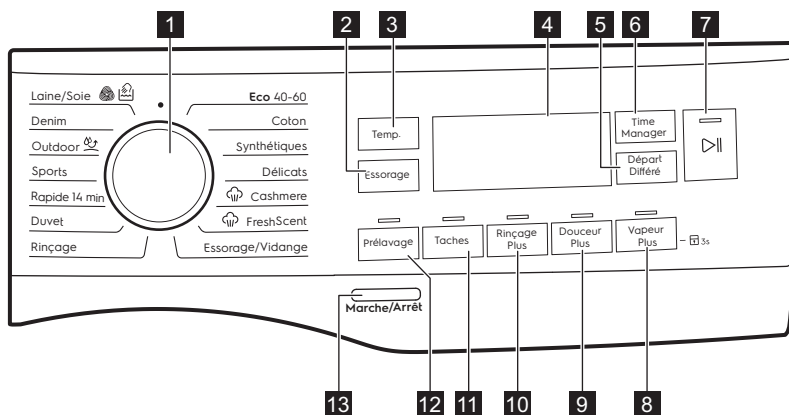 1
2
3
4
5
6
7
Laine/Soie
Denim
Outdoor
Sports
Rapide 14 min
Duvet
Rinçage
Eco 40-60
Coton
Synthétiques
Délicats
Cashmere
FreshScent
Essorage/Vidange
Temp.
Essorage
Time
Manager
Départ
Différé
Prélavage
Taches
Rinçage
Plus
Douceur
Plus
Vapeur
Plus
3s
Marche/Arrêt
13
12
11
10
9
8